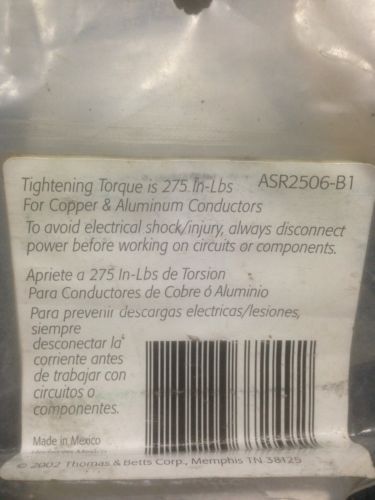 Tightening Torque is 275 In-Lbs ASR2506-B1
For Copper & Aluminum Conductors
To avoid electrical shock/injury, always disconnect
power before working on circuits or components.
Apriete a 275 In-Lbs de Torsion
Para Conductores de Cobre ó Aluminio
Para prevenir descargas electricas/lesiones,
siempre
desconectar la
corriente antes
de trabajar con
circuitos o
componentes.
Made in Mexico
Hecho en Mexico
© 2002 Thomas & Betts Corp., Memphis TN 38125